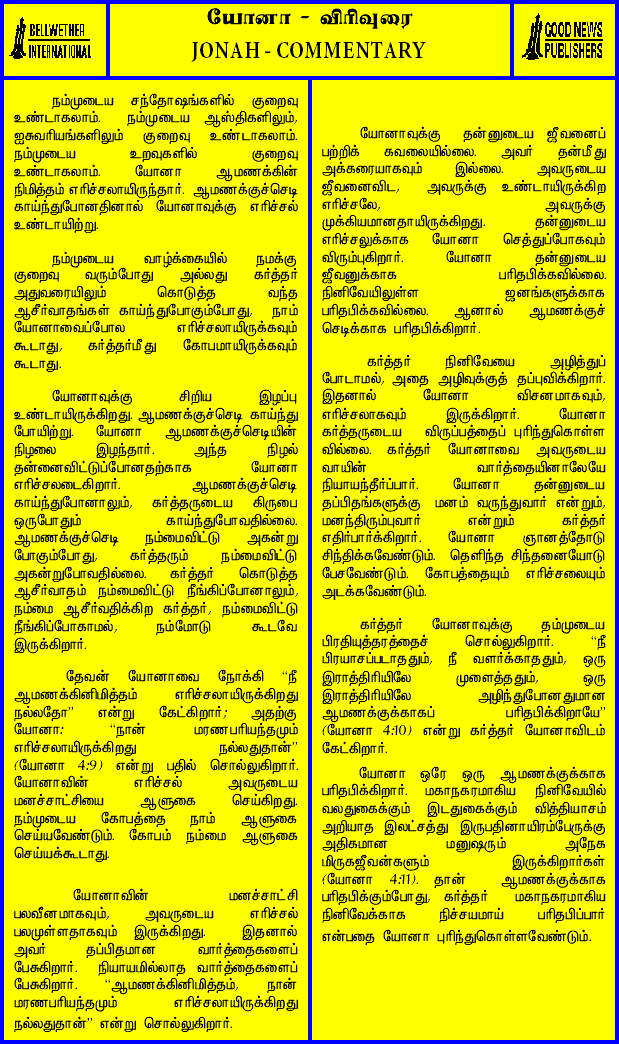 BELLWETHER
INTERNATIONAL
யோனா - விரிவுரை
JONAH - COMMENTARY
GOOD NEWS
PUBLISHERS
நம்முடைய சந்தோஷங்களில் குறைவு
உண்டாகலாம். நம்முடைய ஆஸ்திகளிலும்,
ஐசுவரியங்களிலும் குறைவு உண்டாகலாம்.
நம்முடைய உறவுகளில் குறைவு
உண்டாகலாம். யோனா ஆமணக்கின்
நிமித்தம் எரிச்சலாயிருந்தார். ஆமணக்குச்செடி
காய்ந்துபோனதினால் யோனாவுக்கு எரிச்சல்
உண்டாயிற்று.
நம்முடைய வாழ்க்கையில் நமக்கு
குறைவு வரும்போது அல்லது கர்த்தர்
அதுவரையிலும் கொடுத்த வந்த
ஆசீர்வாதங்கள் காய்ந்துபோகும்போது, நாம்
யோனாவைப்போல எரிச்சலாயிருக்கவும்
கூடாது, கர்த்தர்மீது கோபமாயிருக்கவும்
கூடாது.
யோனாவுக்கு சிறிய இழப்பு
உண்டாயிருக்கிறது. ஆமணக்குச்செடி காய்ந்து
போயிற்று. யோனா ஆமணக்குச்செடியின்
நிழலை இழந்தார். அந்த நிழல்
தன்னைவிட்டுப்போனதற்காக யோனா
எரிச்சலடைகிறார். ஆமணக்குச்செடி
காய்ந்துபோனாலும், கர்த்தருடைய கிருபை
ஒருபோதும் காய்ந்துபோவதில்லை.
ஆமணக்குச்செடி நம்மைவிட்டு அகன்று
போகும்போது, கர்த்தரும் நம்மைவிட்டு
அகன்றுபோவதில்லை. கர்த்தர் கொடுத்த
ஆசீர்வாதம் நம்மைவிட்டு நீங்கிப்போனாலும்,
நம்மை ஆசீர்வதிக்கிற கர்த்தர், நம்மைவிட்டு
நீங்கிப்போகாமல், நம்மோடு கூடவே
இருக்கிறார்.
தேவன் யோனாவை நோக்கி “நீ
ஆமணக்கினிமித்தம் எரிச்சலாயிருக்கிறது
நல்லதோ” என்று கேட்கிறார்; அதற்கு
யோனா: “நான் மரணபரியந்தமும்
எரிச்சலாயிருக்கிறது நல்லதுதான்”
(யோனா 4:9) என்று பதில் சொல்லுகிறார்.
யோனாவின் எரிச்சல் அவருடைய
மனச்சாட்சியை ஆளுகை செய்கிறது.
நம்முடைய கோபத்தை நாம் ஆளுகை
செய்யவேண்டும். கோபம் நம்மை ஆளுகை
செய்யக்கூடாது.
யோனாவின் மனச்சாட்சி
பலவீனமாகவும், அவருடைய எரிச்சல்
பலமுள்ளதாகவும் இருக்கிறது. இதனால்
அவர் தப்பிதமான வார்த்தைகளைப்
பேசுகிறார். நியாயமில்லாத வார்த்தைகளைப்
பேசுகிறார். “ஆமணக்கினிமித்தம், நான்
மரணபரியந்தமும் எரிச்சலாயிருக்கிறது
நல்லதுதான்” என்று சொல்லுகிறார்.
யோனாவுக்கு தன்னுடைய ஜீவனைப்
பற்றிக் கவலையில்லை. அவர் தன்மீது
அக்கரையாகவும் இல்லை. அவருடைய
ஜீவனைவிட, அவருக்கு உண்டாயிருக்கிற
எரிச்சலே, அவருக்கு
முக்கியமானதாயிருக்கிறது. தன்னுடைய
எரிச்சலுக்காக யோனா செத்துப்போகவும்
விரும்புகிறார். யோனா தன்னுடைய
ஜீவனுக்காக பரிதபிக்கவில்லை.
நினிவேயிலுள்ள ஜனங்களுக்காக
பரிதபிக்கவில்லை. ஆனால் ஆமணக்குச்
செடிக்காக பரிதபிக்கிறார்.
கர்த்தர் நினிவேயை அழித்துப்
போடாமல், அதை அழிவுக்குத் தப்புவிக்கிறார்.
இதனால் யோனா விசனமாகவும்,
எரிச்சலாகவும் இருக்கிறார். யோனா
கர்த்தருடைய விருப்பத்தைப் புரிந்துகொள்ள
வில்லை. கர்த்தர் யோனாவை அவருடைய
வாயின் வார்த்தையினாலேயே
நியாயந்தீர்ப்பார். யோனா தன்னுடைய
தப்பிதங்களுக்கு மனம் வருந்துவார் என்றும்,
மனந்திரும்புவார் என்றும் கர்த்தர்
எதிர்பார்க்கிறார். யோனா ஞானத்தோடு
சிந்திக்கவேண்டும். தெளிந்த சிந்தனையோடு
பேசவேண்டும். கோபத்தையும் எரிச்சலையும்
அடக்கவேண்டும்.
கர்த்தர் யோனாவுக்கு தம்முடைய
பிரதியுத்தரத்தைச் சொல்லுகிறார். “நீ
பிரயாசப்படாததும், நீ வளர்க்காததும், ஒரு
இராத்திரியிலே முளைத்ததும், ஒரு
இராத்திரியிலே அழிந்துபோனதுமான
ஆமணக்குக்காகப் பரிதபிக்கிறாயே”
(யோனா 4:10) என்று கர்த்தர் யோனாவிடம்
கேட்கிறார்.
யோனா ஒரே ஒரு ஆமணக்குக்காக
பரிதபிக்கிறார். மகாநகரமாகிய நினிவேயில்
வலதுகைக்கும் இடதுகைக்கும் வித்தியாசம்
அறியாத இலட்சத்து இருபதினாயிரம்பேருக்கு
அதிகமான மனுஷரும் அநேக
மிருகஜீவன்களும் இருக்கிறார்கள்
(யோனா 4:11). தான் ஆமணக்குக்காக
பரிதபிக்கும்போது, கர்த்தர் மகாநகரமாகிய
நினிவேக்காக நிச்சயமாய் பரிதபிப்பார்
என்பதை யோனா புரிந்துகொள்ளவேண்டும்.